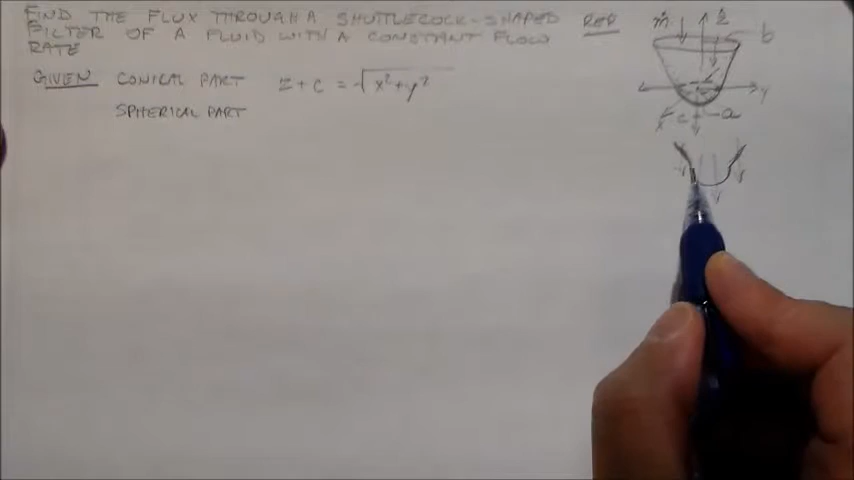 FIND THE FLUX THROUGH A SHUTTLECOCK-SHAPED REQ
FILTER OF A FLUID WITH A CONSTANT FLOW
RATE
ṁ z b
GIVEN CONICAL PART z + c = √x²+y²
y
SPHERICAL PART
x c a